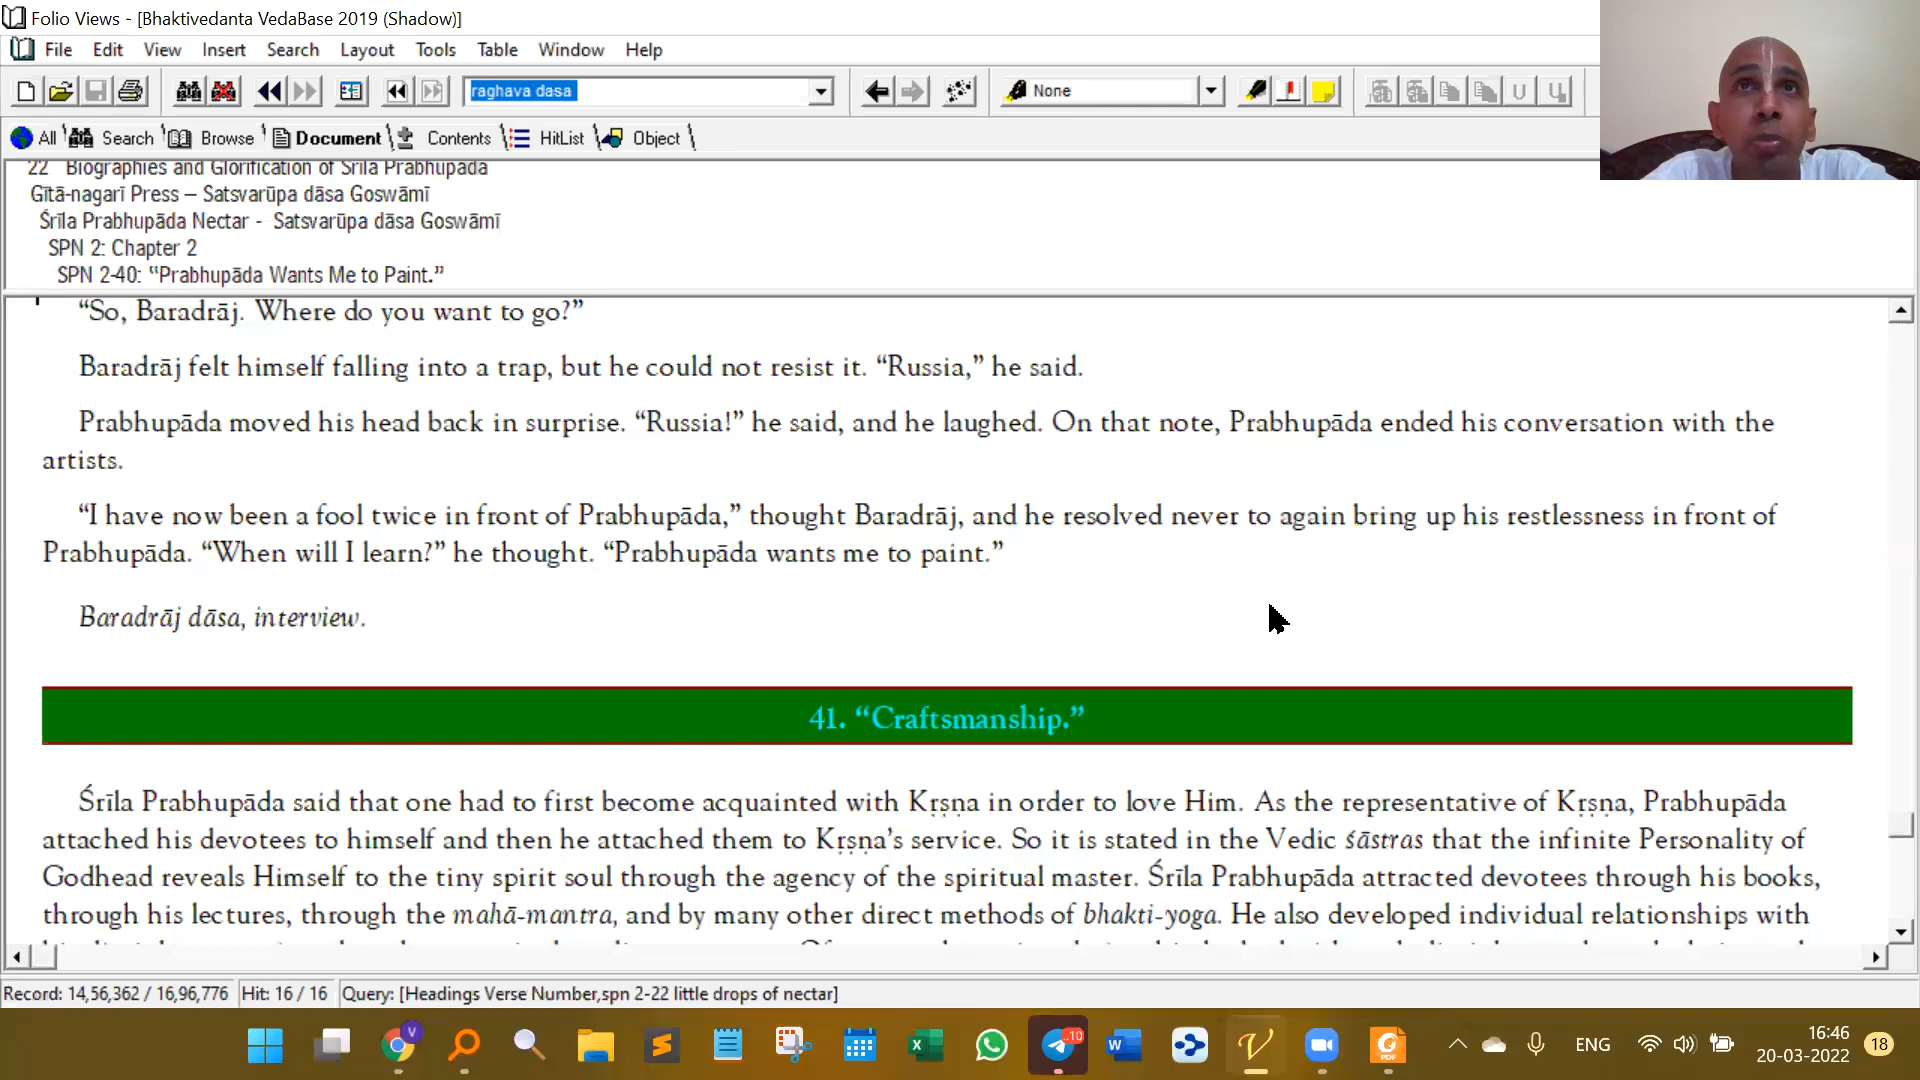 Folio Views - [Bhaktivedanta VedaBase 2019 (Shadow)]
File Edit View Insert Search Layout Tools Table Window Help
raghava dasa
None
All Search Browse Document Contents HitList Object
22 Biographies and Glorification of Śrīla Prabhupāda
Gītā-nagarī Press – Satsvarūpa dāsa Goswāmī
Śrīla Prabhupāda Nectar - Satsvarūpa dāsa Goswāmī
SPN 2: Chapter 2
SPN 2-40: “Prabhupāda Wants Me to Paint.”
“So, Baradrāj. Where do you want to go?”
Baradrāj felt himself falling into a trap, but he could not resist it. “Russia,” he said.
Prabhupāda moved his head back in surprise. “Russia!” he said, and he laughed. On that note, Prabhupāda ended his conversation with the
artists.
“I have now been a fool twice in front of Prabhupāda,” thought Baradrāj, and he resolved never to again bring up his restlessness in front of
Prabhupāda. “When will I learn?” he thought. “Prabhupāda wants me to paint.”
Baradrāj dāsa, interview.
41. “Craftsmanship.”
Śrīla Prabhupāda said that one had to first become acquainted with Kṛṣṇa in order to love Him. As the representative of Kṛṣṇa, Prabhupāda
attached his devotees to himself and then he attached them to Kṛṣṇa’s service. So it is stated in the Vedic śāstras that the infinite Personality of
Godhead reveals Himself to the tiny spirit soul through the agency of the spiritual master. Śrīla Prabhupāda attracted devotees through his books,
through his lectures, through the mahā-mantra, and by many other direct methods of bhakti-yoga. He also developed individual relationships with
Record: 14,56,362 / 16,96,776 Hit: 16 / 16 Query: [Headings Verse Number,spn 2-22 little drops of nectar]
V
..10
ENG
16:46
20-03-2022
18